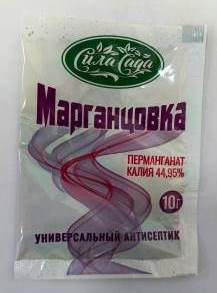 Сила Сада
Марганцовка
ПЕРМАНГАНАТ
КАЛИЯ 44,95%
10г
УНИВЕРСАЛЬНЫЙ АНТИСЕПТИК